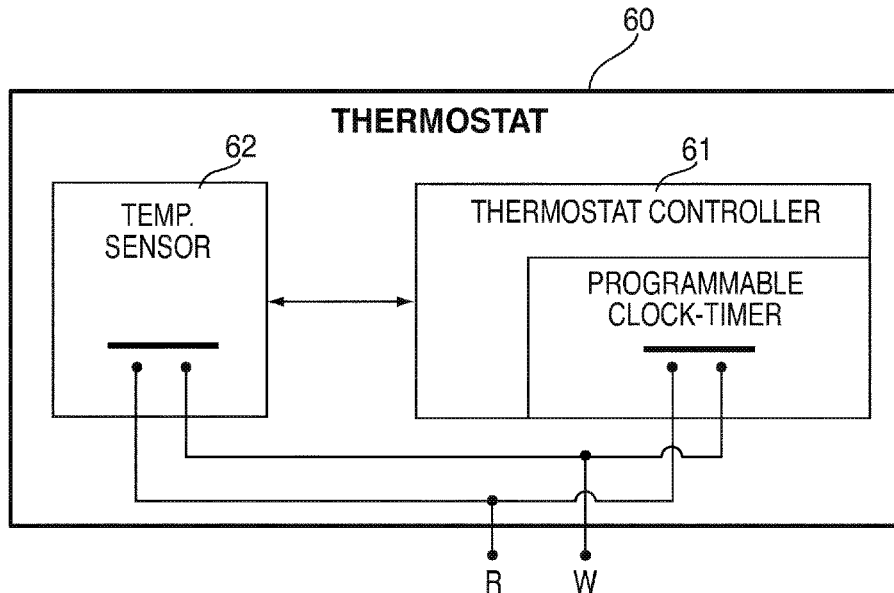 60
THERMOSTAT
62
61
TEMP.
SENSOR
THERMOSTAT CONTROLLER
PROGRAMMABLE
CLOCK-TIMER
R
W